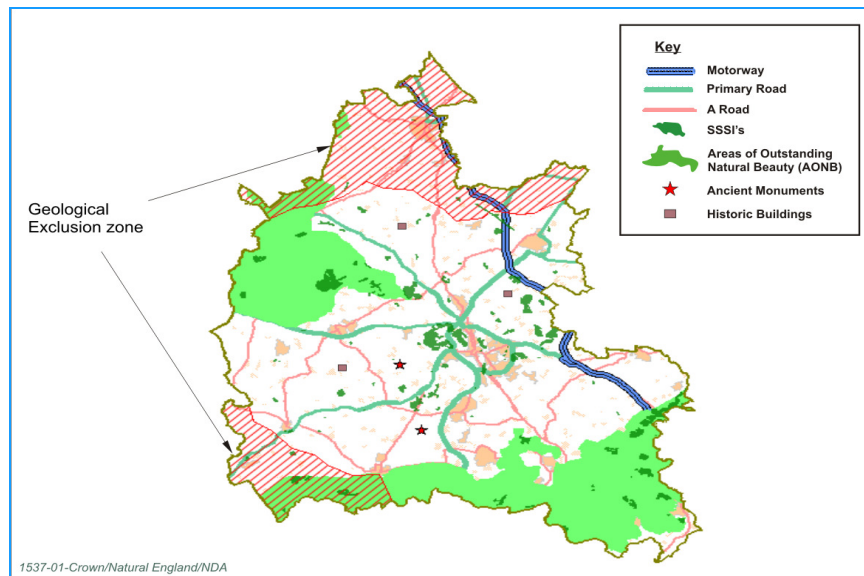 Key
Motorway
Primary Road
A Road
SSSI's
Areas of Outstanding
Natural Beauty (AONB)
Ancient Monuments
Historic Buildings
Geological
Exclusion zone
1537-01-Crown/Natural England/NDA